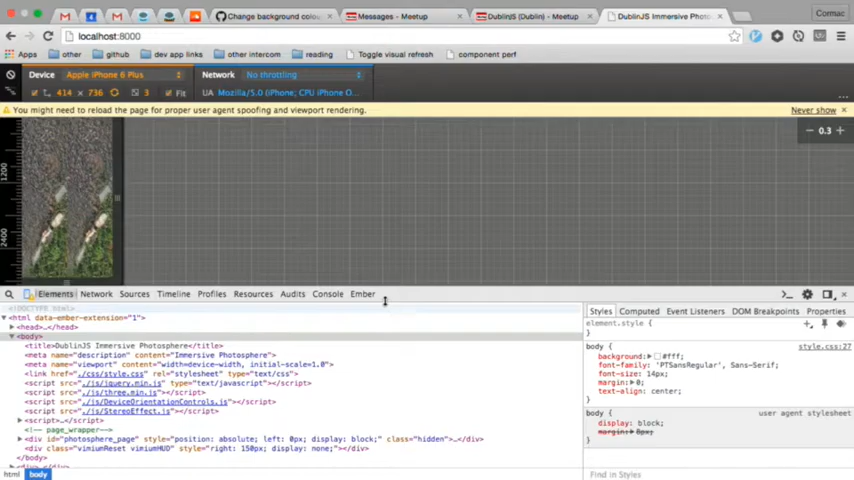 Change background colou
Messages - Meetup
DublinJS (Dublin) - Meetup
DublinJS Immersive Photosp
Cormac
localhost:8000
Apps
other
github
dev app links
other intercom
reading
Toggle visual refresh
component perf
Device Apple iPhone 6 Plus
Network No throttling
414 × 736 3 Fit
UA Mozilla/5.0 (iPhone; CPU iPhone O...
You might need to reload the page for proper user agent spoofing and viewport rendering.
Never show
0.3
1200
2400
Elements Network Sources Timeline Profiles Resources Audits Console Ember
<!DOCTYPE html>
<html data-ember-extension="1">
<head>…</head>
<body>
<title>DublinJS Immersive Photosphere</title>
<meta name="description" content="Immersive Photosphere">
<meta name="viewport" content="width=device-width, initial-scale=1.0">
<link href="./css/style.css" rel="stylesheet" type="text/css">
<script src="./js/jquery.min.js" type="text/javascript"></script>
<script src="./js/three.min.js"></script>
<script src="./js/DeviceOrientationControls.js"></script>
<script src="./js/StereoEffect.js"></script>
<script>…</script>
<!-- page_wrapper-->
<div id="photosphere_page" style="position: absolute; left: 0px; display: block;" class="hidden">…</div>
<div class="vimiumReset vimiumHUD" style="right: 150px; display: none;"></div>
</body>
html body
Styles Computed Event Listeners DOM Breakpoints Properties
element.style {
}
body { style.css:27
background: #fff;
font-family: 'PTSansRegular', Sans-Serif;
font-size: 14px;
margin: 0;
text-align: center;
}
body { user agent stylesheet
display: block;
margin: 8px;
}
Find in Styles